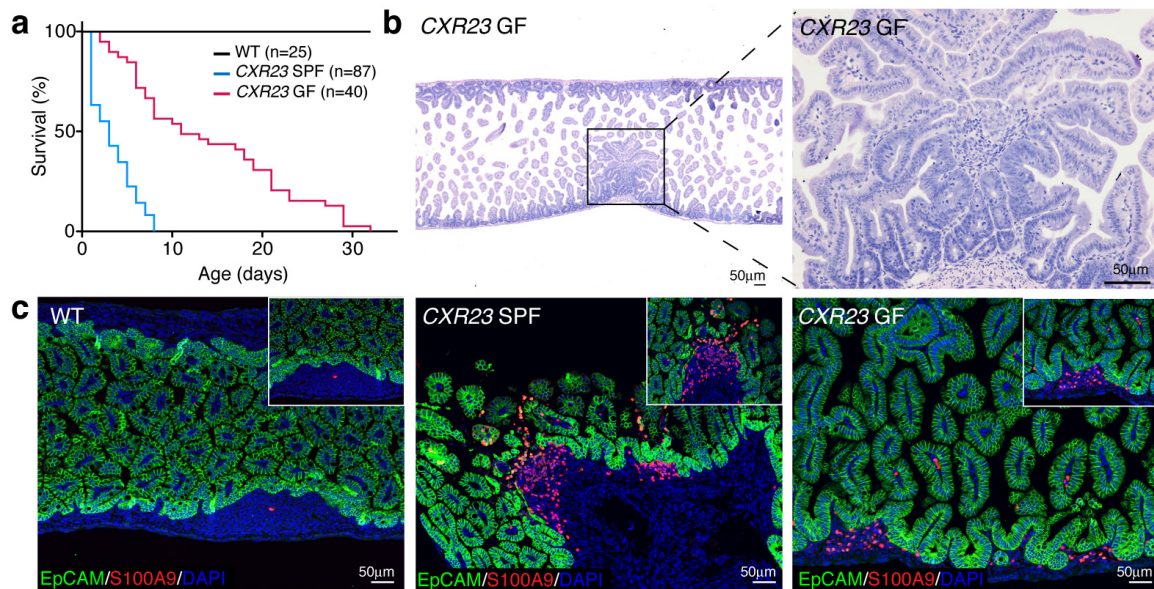 a
100
50
0
Survival (%)
0
10
20
30
Age (days)
WT (n=25)
CXR23 SPF (n=87)
CXR23 GF (n=40)
b
CXR23 GF
50μm
CXR23 GF
50μm
c
WT
EpCAM/S100A9/DAPI
50μm
CXR23 SPF
EpCAM/S100A9/DAPI
50μm
CXR23 GF
EpCAM/S100A9/DAPI
50μm